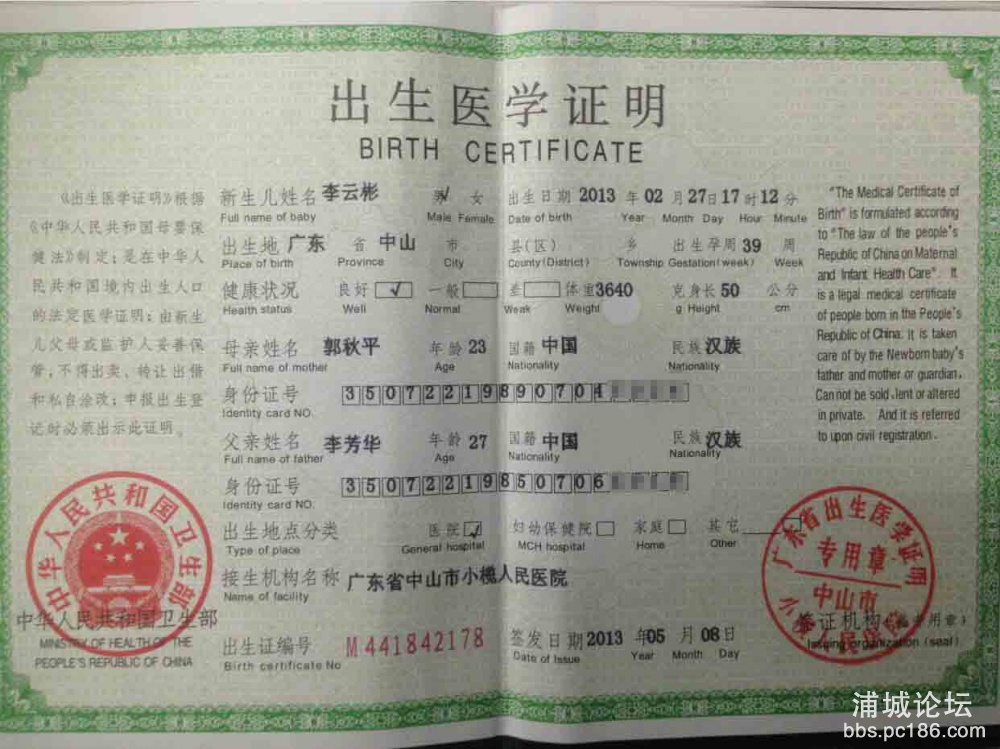 出生医学证明
BIRTH CERTIFICATE
《出生医学证明》根据
《中华人民共和国母婴保
健法》制定；是在中华人
民共和国境内出生人口
的法定医学证明；由新生
儿父母或监护人妥善保
管，不得出卖、转让出借
和私自涂改；申报出生登
记时必须出示此证明。
新生儿姓名 李云彬 男√ 女 出生日期 2013 年 02 月 27 日 17 时 12 分
Full name of baby Male Female Date of birth Year Month Day Hour Minute
出生地 广东 省 中山 市 县(区) 乡 出生孕周 39 周
Place of birth Province City County(District) Township Gestation(week) Week
健康状况 良好 √ 一般 差 体重 3640 克 身长 50 公分
Health status Well Normal Weak Weight g Height cm
母亲姓名 郭秋平 年龄 23 国籍 中国 民族 汉族
Full name of mother Age Nationality Nationality
身份证号 35072219890704
Identity card NO.
父亲姓名 李芳华 年龄 27 国籍 中国 民族 汉族
Full name of father Age Nationality Nationality
身份证号 35072219850706
Identity card NO.
出生地点分类 医院 √ 妇幼保健院 家庭 其它
Type of place General hospital MCH hospital Home Other
接生机构名称 广东省中山市小榄人民医院
Name of facility
出生证编号 M441842178 签发日期 2013 年 05 月 08 日
Birth certificate No Date of Issue Year Month Day
"The Medical Certificate of
Birth" is formulated according
to "The law of the people's
Republic of China on Maternal
and Infant Health Care". It
is a legal medical certificate
of people born in the People's
Republic of China. It is taken
care of by the Newborn baby's
father and mother or guardian.
Can not be sold, lent or altered
in private. And it is referred
to upon civil registration.
中华人民共和国卫生部
中华人民共和国卫生部
MINISTRY OF HEALTH OF THE
PEOPLE'S REPUBLIC OF CHINA
广东省出生医学证明
专用章
中山市
签证机构
Issuing organization (seal)
浦城论坛
bbs.pc186.com